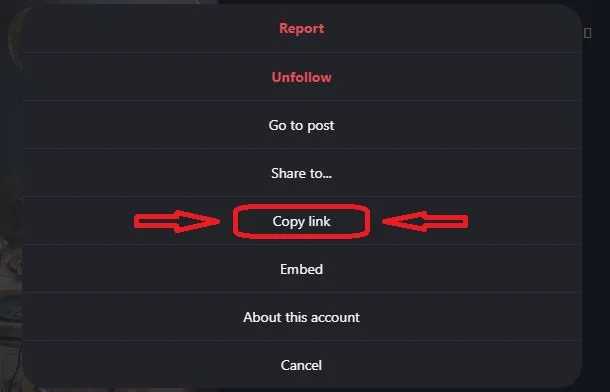 Report
Unfollow
Go to post
Share to...
Copy link
Embed
About this account
Cancel